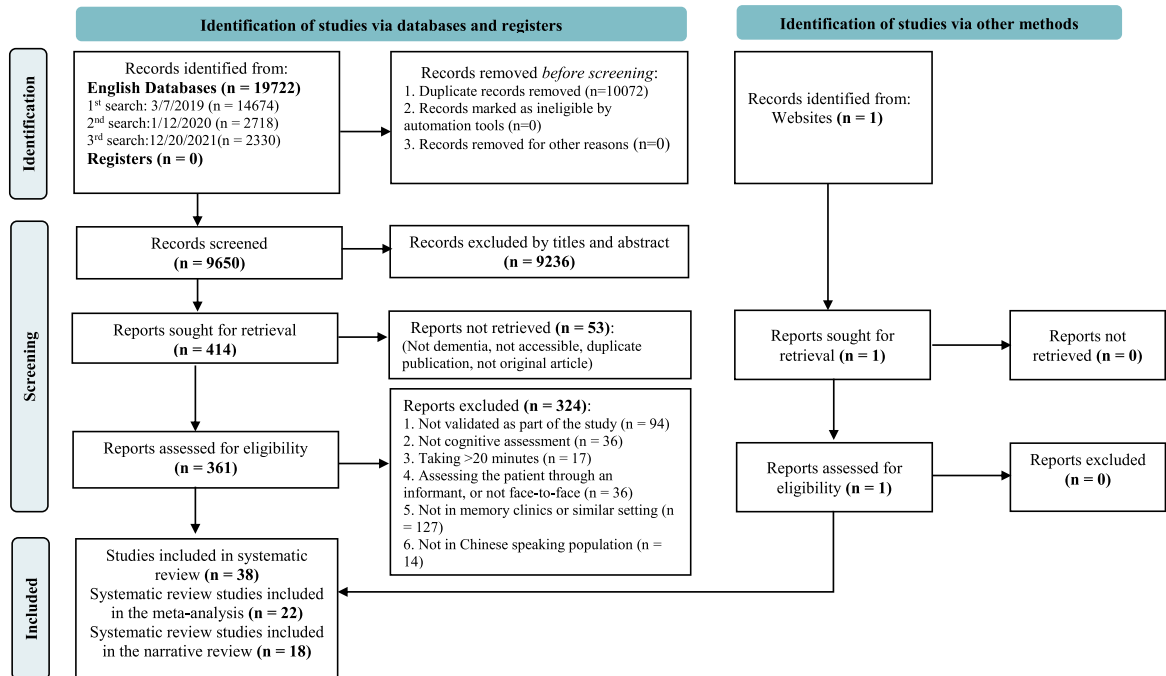 Identification of studies via databases and registers
Identification of studies via other methods
Identification
Records identified from:
English Databases (n = 19722)
1st search: 3/7/2019 (n = 14674)
2nd search:1/12/2020 (n = 2718)
3rd search:12/20/2021(n = 2330)
Registers (n = 0)
Records removed before screening:
1. Duplicate records removed (n=10072)
2. Records marked as ineligible by
automation tools (n=0)
3. Records removed for other reasons (n=0)
Records identified from:
Websites (n = 1)
Screening
Records screened
(n = 9650)
Records excluded by titles and abstract
(n = 9236)
Reports sought for retrieval
(n = 414)
Reports not retrieved (n = 53):
(Not dementia, not accessible, duplicate
publication, not original article)
Reports sought for
retrieval (n = 1)
Reports not
retrieved (n = 0)
Reports assessed for eligibility
(n = 361)
Reports excluded (n = 324):
1. Not validated as part of the study (n = 94)
2. Not cognitive assessment (n = 36)
3. Taking >20 minutes (n = 17)
4. Assessing the patient through an
informant, or not face-to-face (n = 36)
5. Not in memory clinics or similar setting (n
= 127)
6. Not in Chinese speaking population (n =
14)
Reports assessed for
eligibility (n = 1)
Reports excluded
(n = 0)
Included
Studies included in systematic
review (n = 38)
Systematic review studies included
in the meta-analysis (n = 22)
Systematic review studies included
in the narrative review (n = 18)